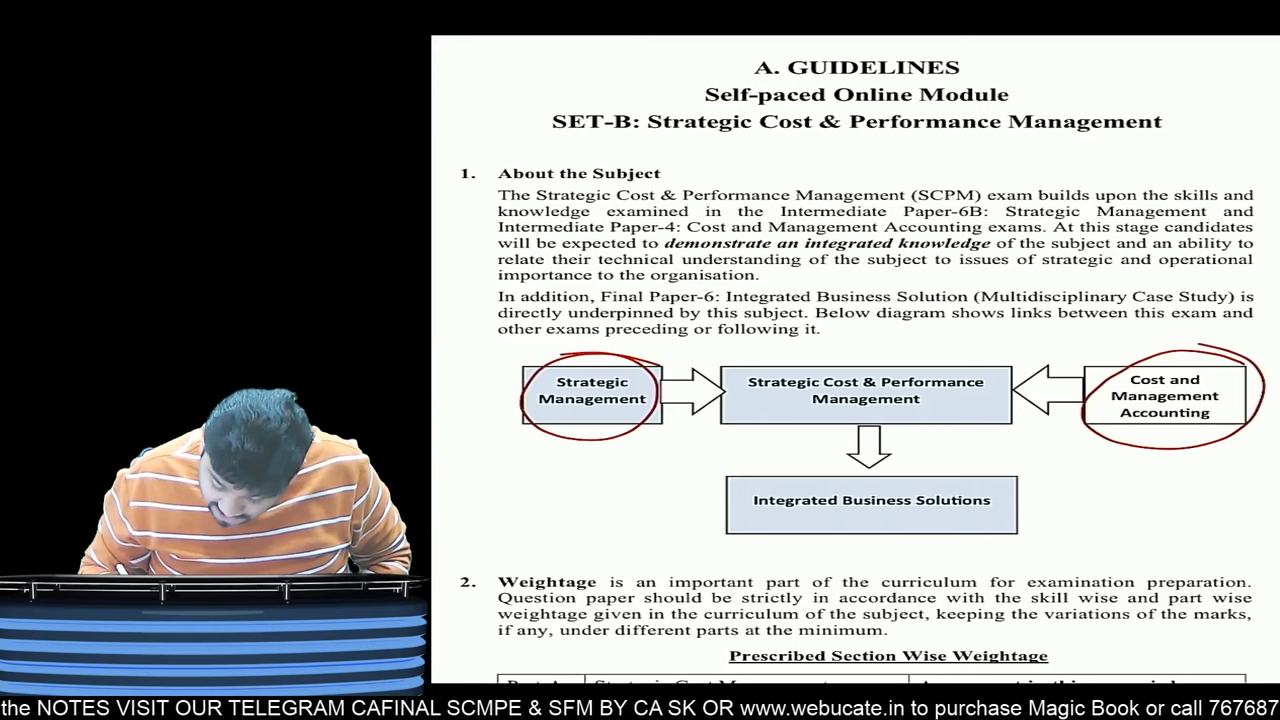 A. GUIDELINES
Self-paced Online Module
SET-B: Strategic Cost & Performance Management
1. About the Subject
The Strategic Cost & Performance Management (SCPM) exam builds upon the skills and
knowledge examined in the Intermediate Paper-6B: Strategic Management and
Intermediate Paper-4: Cost and Management Accounting exams. At this stage candidates
will be expected to demonstrate an integrated knowledge of the subject and an ability to
relate their technical understanding of the subject to issues of strategic and operational
importance to the organisation.
In addition, Final Paper-6: Integrated Business Solution (Multidisciplinary Case Study) is
directly underpinned by this subject. Below diagram shows links between this exam and
other exams preceding or following it.
Strategic
Management
Strategic Cost & Performance
Management
Cost and
Management
Accounting
Integrated Business Solutions
2. Weightage is an important part of the curriculum for examination preparation.
Question paper should be strictly in accordance with the skill wise and part wise
weightage given in the curriculum of the subject, keeping the variations of the marks,
if any, under different parts at the minimum.
Prescribed Section Wise Weightage
the NOTES VISIT OUR TELEGRAM CAFINAL SCMPE & SFM BY CA SK OR www.webucate.in to purchase Magic Book or call 767687